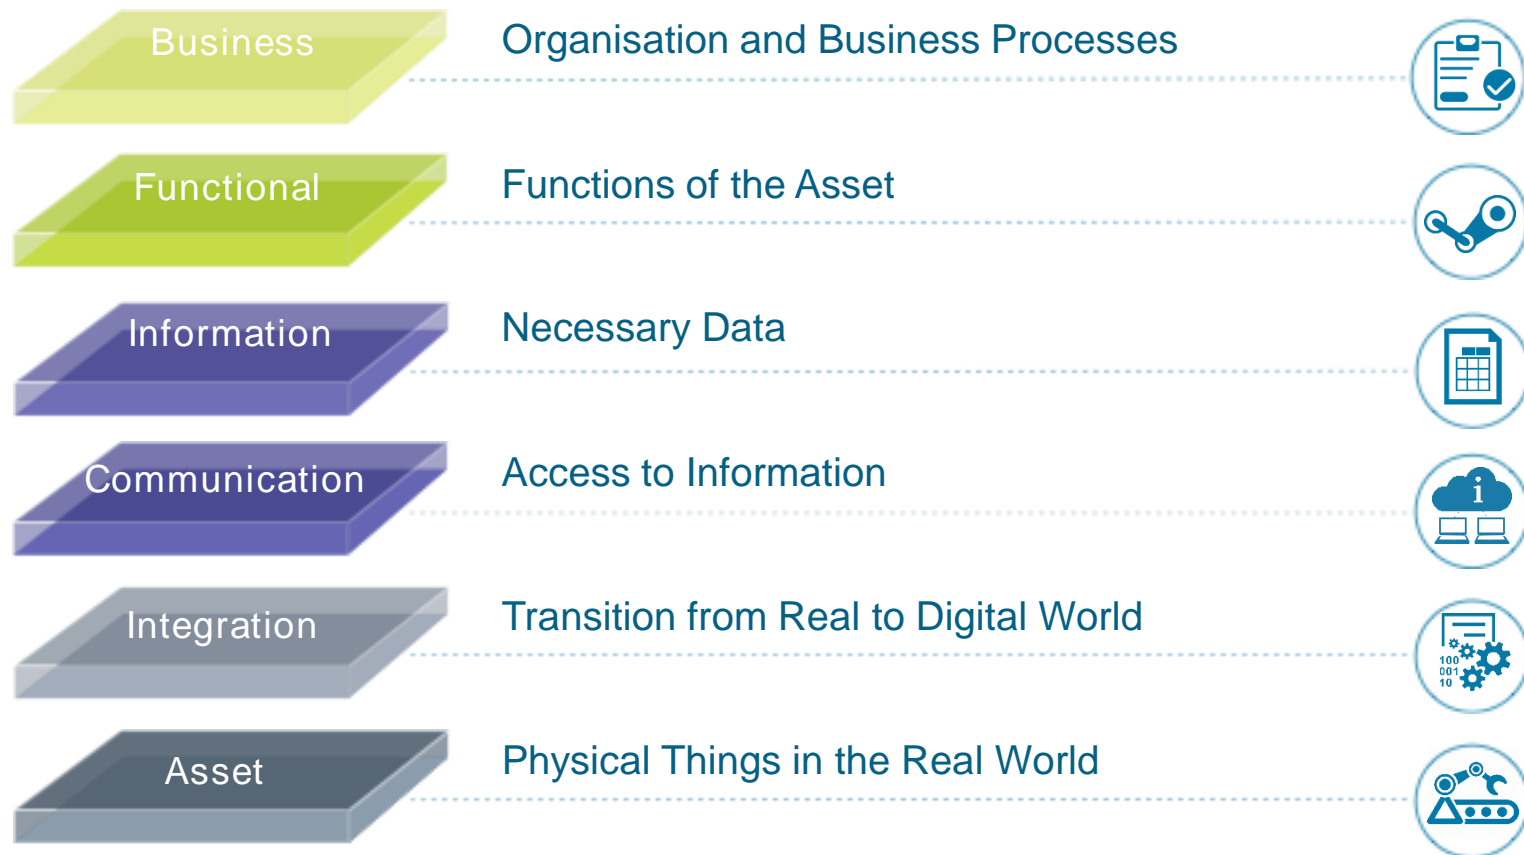 Business
Organisation and Business Processes
Functional
Functions of the Asset
Information
Necessary Data
Communication
Access to Information
i
Integration
Transition from Real to Digital World
100
001
10
Asset
Physical Things in the Real World